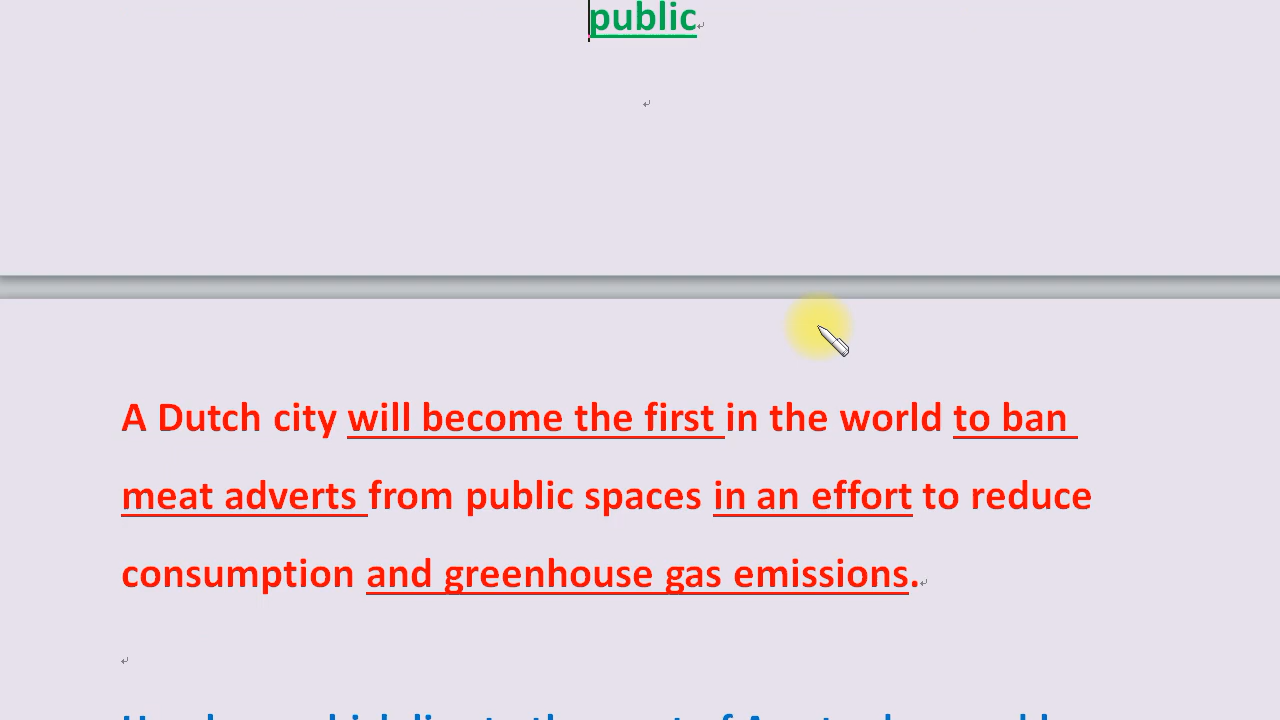 public
A Dutch city will become the first in the world to ban
meat adverts from public spaces in an effort to reduce
consumption and greenhouse gas emissions.